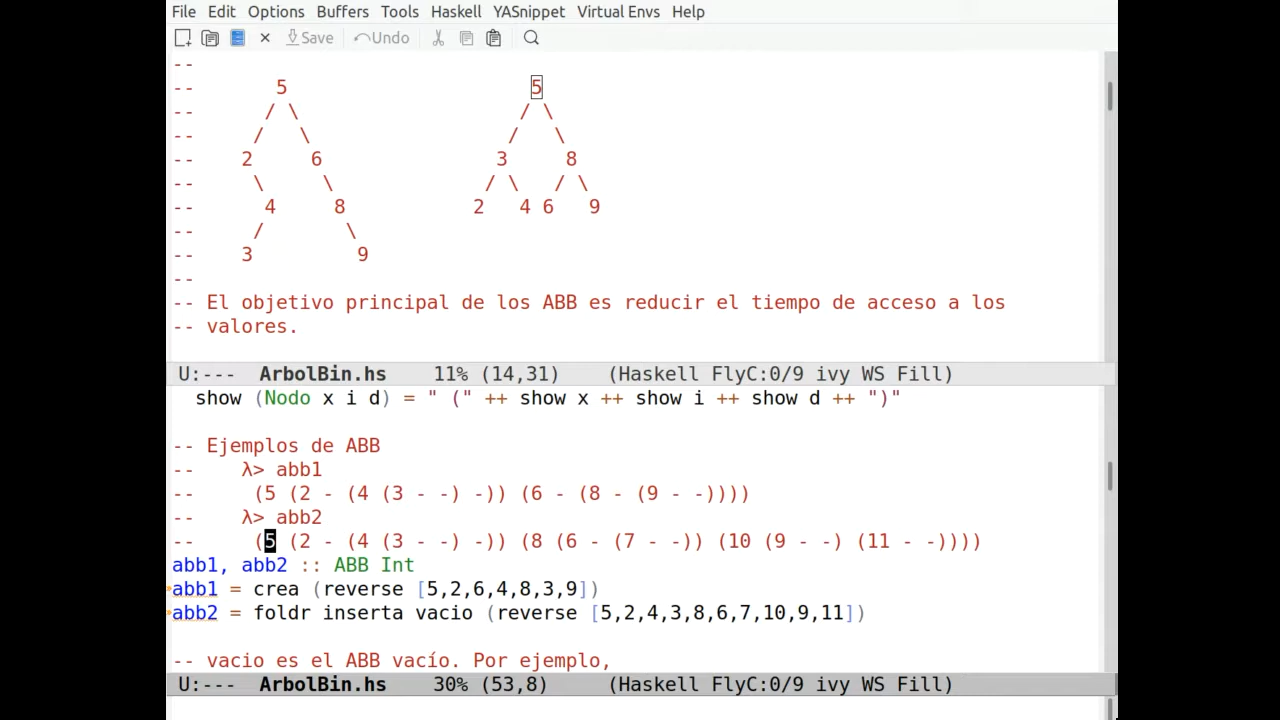 File Edit Options Buffers Tools Haskell YASnippet Virtual Envs Help
Save Undo
--
--       5                     5
--      / \                   / \
--     /   \                 /   \
--    2     6               3     8
--     \     \             / \   / \
--      4     8           2   4 6   9
--     /       \
--    3         9
--
-- El objetivo principal de los ABB es reducir el tiempo de acceso a los
-- valores.
U:--- ArbolBin.hs 11% (14,31) (Haskell FlyC:0/9 ivy WS Fill)
show (Nodo x i d) = " (" ++ show x ++ show i ++ show d ++ ")"
-- Ejemplos de ABB
-- λ> abb1
-- (5 (2 - (4 (3 - -) -)) (6 - (8 - (9 - -))))
-- λ> abb2
-- (5 (2 - (4 (3 - -) -)) (8 (6 - (7 - -)) (10 (9 - -) (11 - -))))
abb1, abb2 :: ABB Int
abb1 = crea (reverse [5,2,6,4,8,3,9])
abb2 = foldr inserta vacio (reverse [5,2,4,3,8,6,7,10,9,11])
-- vacio es el ABB vacío. Por ejemplo,
U:--- ArbolBin.hs 30% (53,8) (Haskell FlyC:0/9 ivy WS Fill)